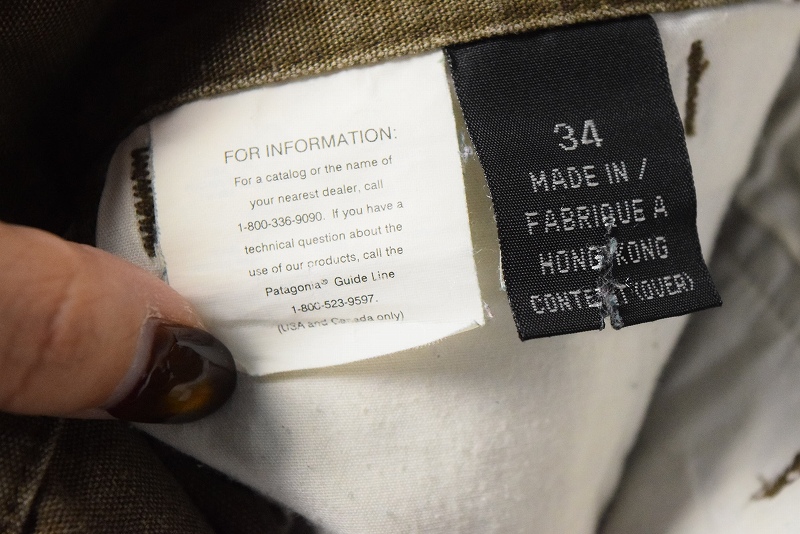 FOR INFORMATION:
For a catalog or the name of
your nearest dealer, call
1-800-336-9090. If you have a
technical question about the
use of our products, call the
Patagonia® Guide Line
1-800-523-9597.
(USA and Canada only)
34
MADE IN /
FABRIQUE A
HONG KONG
CONTENT (OVER)